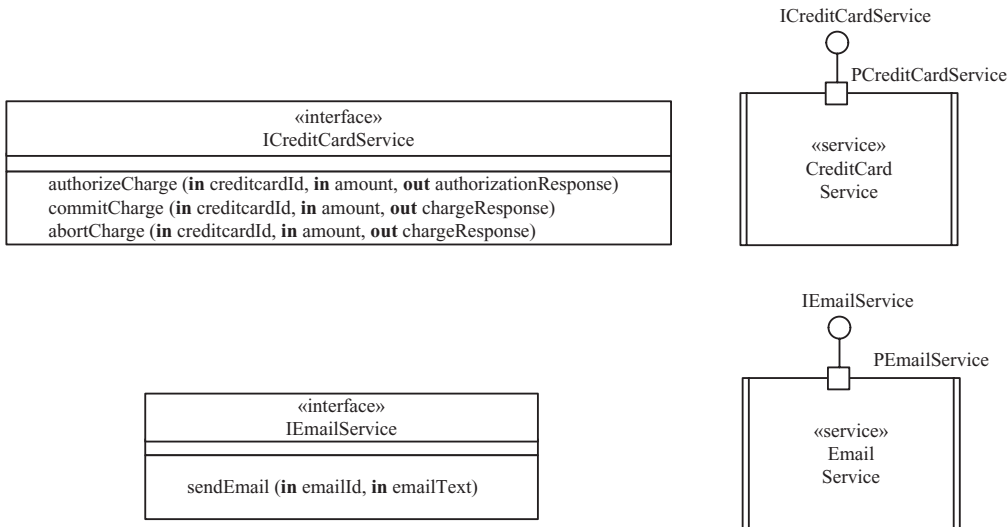 ICreditCardService
PCreditCardService
«interface»
ICreditCardService
authorizeCharge (in creditcardId, in amount, out authorizationResponse)
commitCharge (in creditcardId, in amount, out chargeResponse)
abortCharge (in creditcardId, in amount, out chargeResponse)
«service»
CreditCard
Service
IEmailService
PEmailService
«interface»
IEmailService
sendEmail (in emailId, in emailText)
«service»
Email
Service